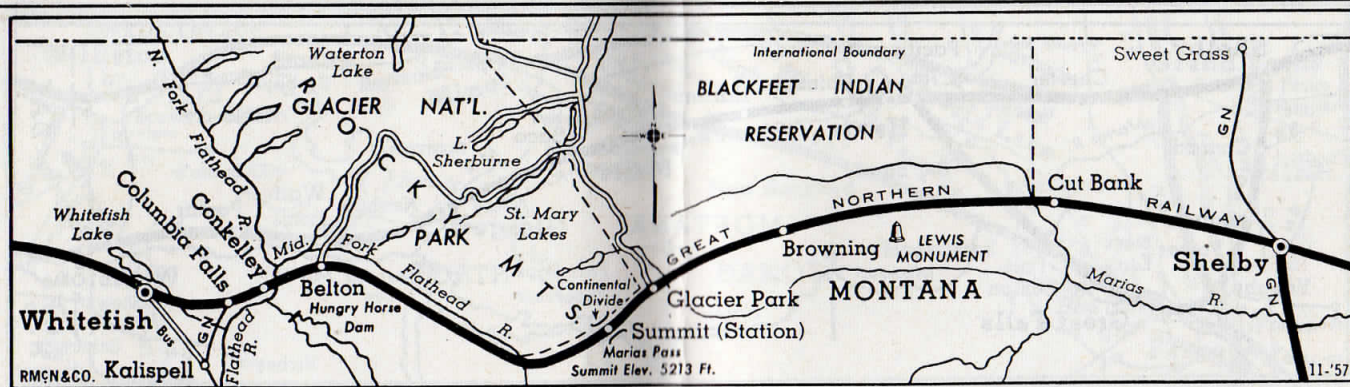 International Boundary
Waterton
Lake
Sweet Grass
N. Fork Flathead R.
GLACIER NAT'L.
PARK
BLACKFEET INDIAN
RESERVATION
L.
Sherburne
GN
R
C K Y
M T S.
St. Mary
Lakes
Whitefish
Lake
Columbia Falls
Conkelley
Mid. Fork Flathead R.
GREAT NORTHERN RAILWAY
Cut Bank
Browning
LEWIS
MONUMENT
Shelby
Belton
Hungry Horse
Dam
Continental
Divide
Glacier Park
MONTANA
Marias R.
Whitefish
Bus
GN
Flathead R.
Kalispell
Summit (Station)
Marias Pass
Summit Elev. 5213 Ft.
GN
RMCN&CO.
11-'57